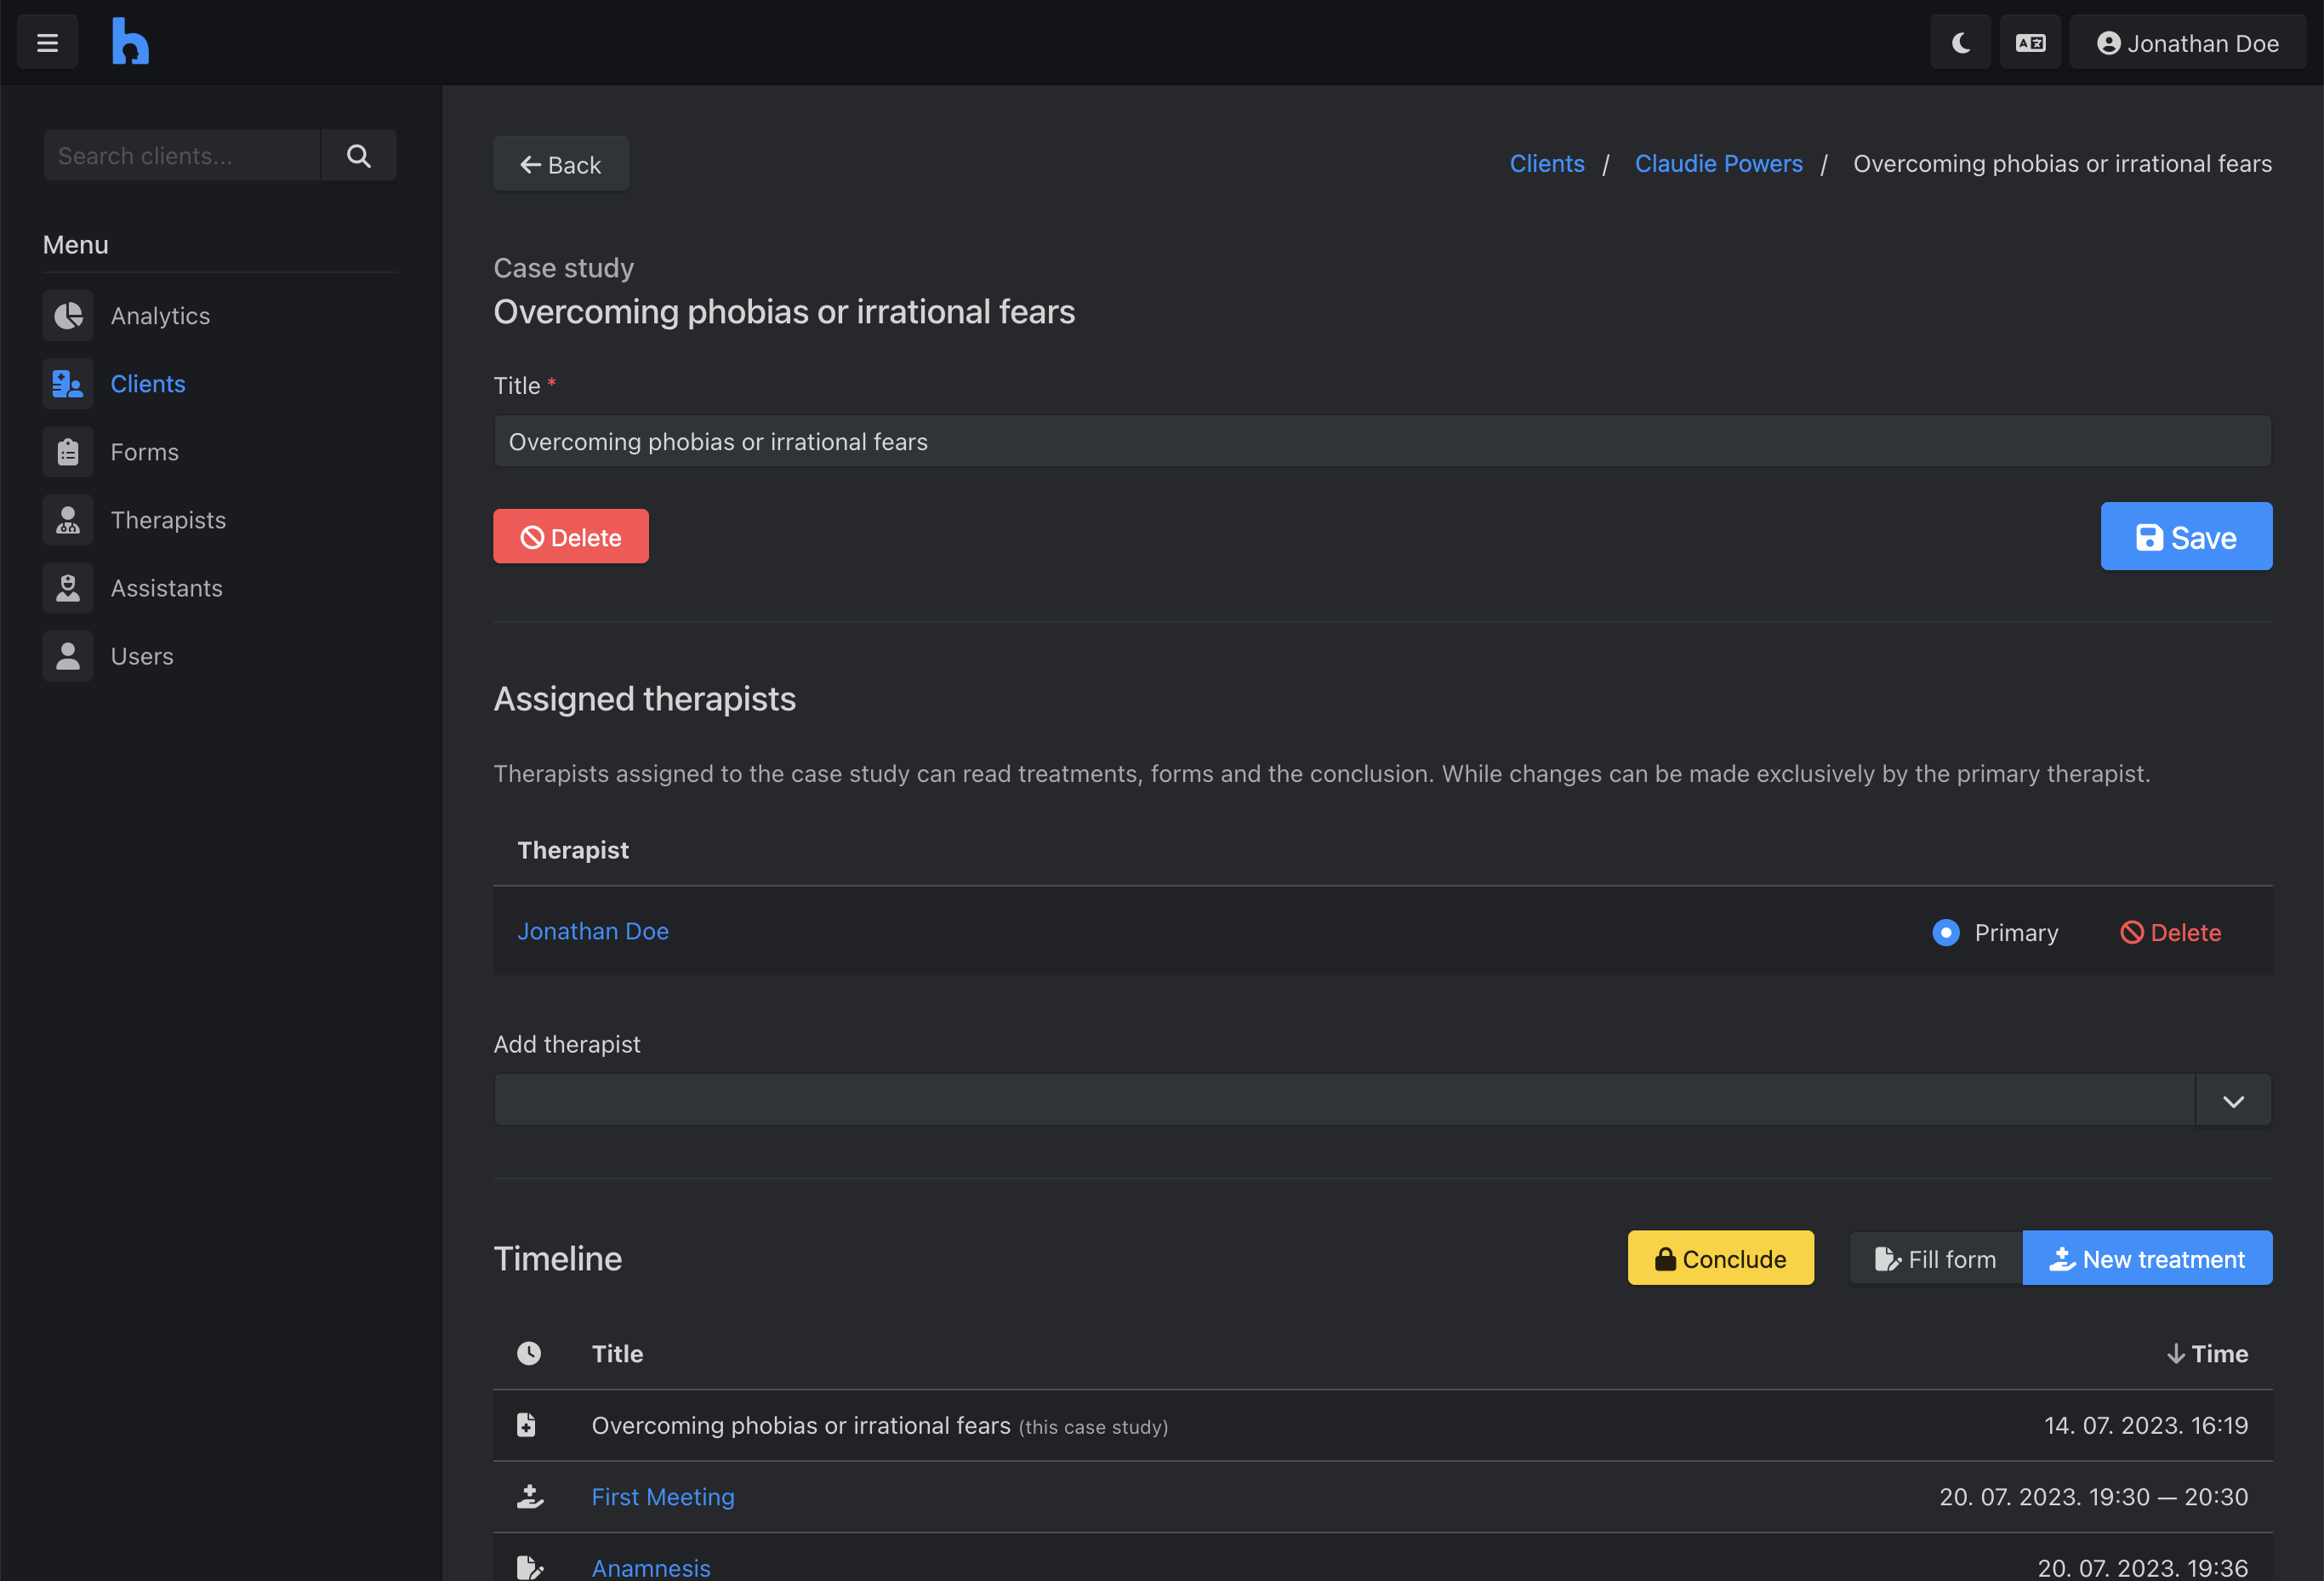 Jonathan Doe
Search clients...
Menu
Analytics
Clients
Forms
Therapists
Assistants
Users
Back
Clients / Claudie Powers / Overcoming phobias or irrational fears
Case study
Overcoming phobias or irrational fears
Title *
Overcoming phobias or irrational fears
Delete
Save
Assigned therapists
Therapists assigned to the case study can read treatments, forms and the conclusion. While changes can be made exclusively by the primary therapist.
Therapist
Jonathan Doe Primary Delete
Add therapist
Timeline Conclude Fill form New treatment
Title Time
Overcoming phobias or irrational fears (this case study) 14. 07. 2023. 16:19
First Meeting 20. 07. 2023. 19:30 — 20:30
Anamnesis 20. 07. 2023. 19:36